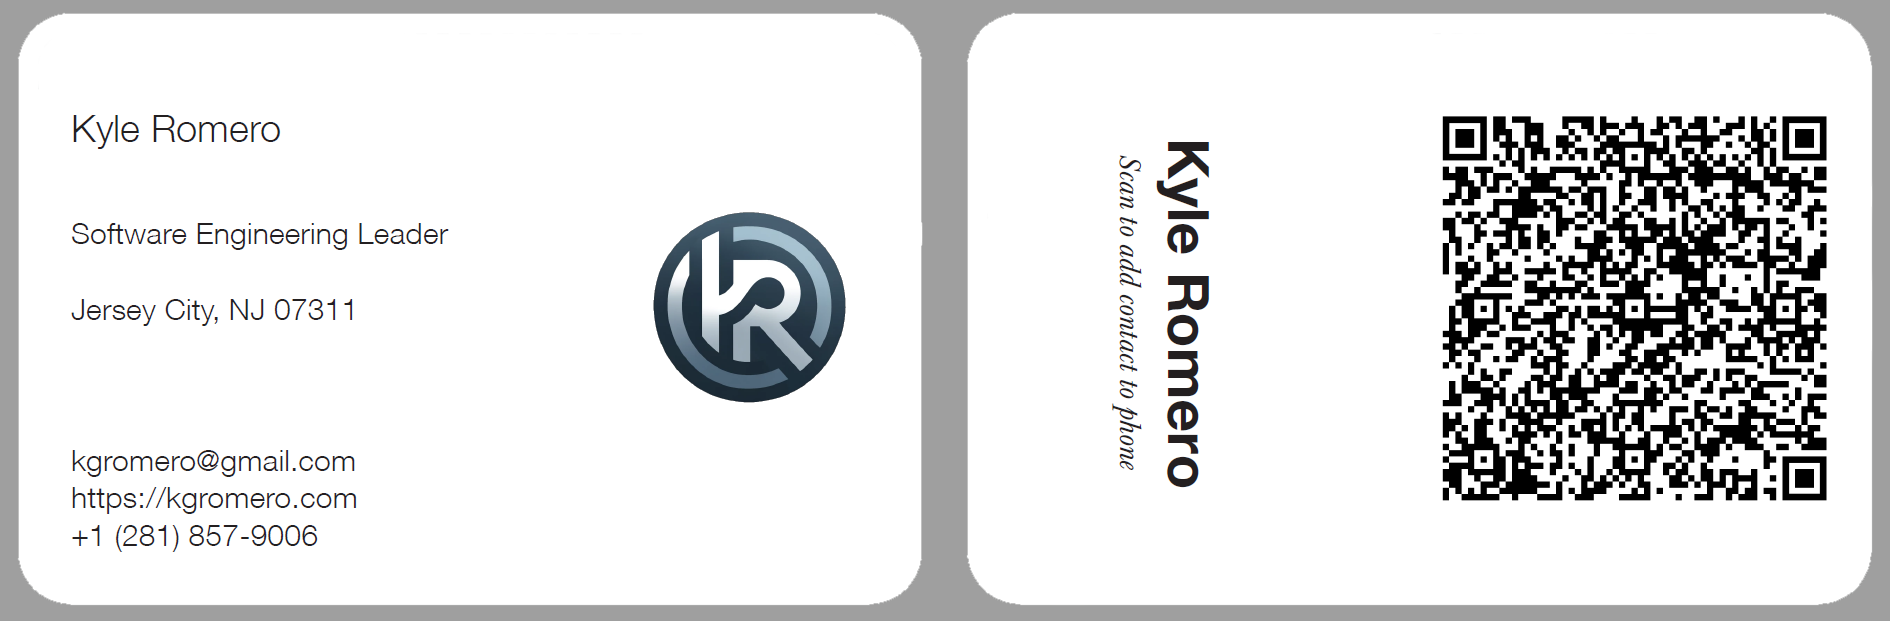 Kyle Romero
Software Engineering Leader
Jersey City, NJ 07311
kgromero@gmail.com
https://kgromero.com
+1 (281) 857-9006
KR
Kyle Romero
Scan to add contact to phone